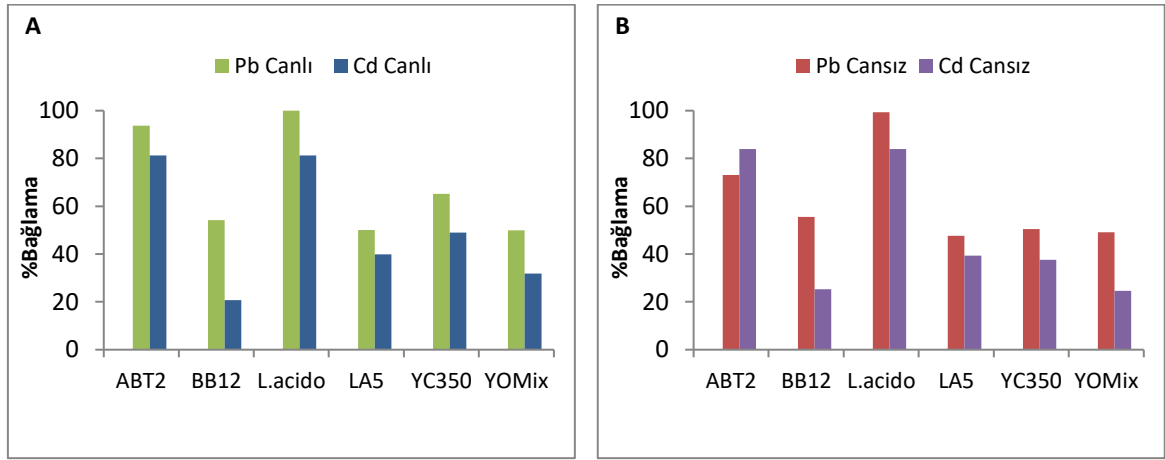 A
Pb Canlı Cd Canlı
%Bağlama
100
80
60
40
20
0
ABT2 BB12 L.acido LA5 YC350 YOMix
B
Pb Cansız Cd Cansız
%Bağlama
100
80
60
40
20
0
ABT2 BB12 L.acido LA5 YC350 YOMix